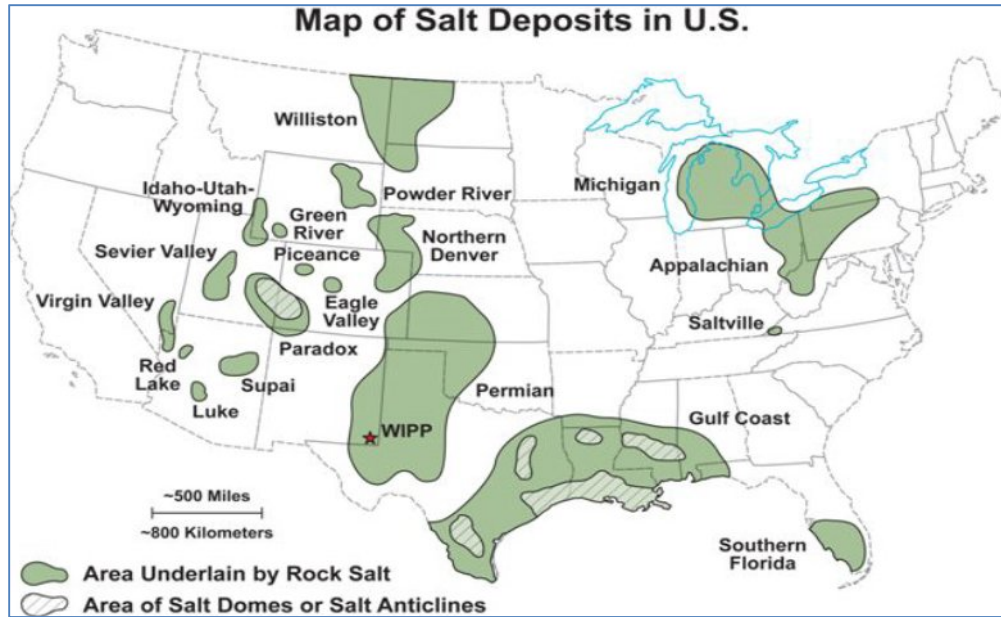 Map of Salt Deposits in U.S.
Williston
Powder River
Michigan
Idaho-Utah-
Wyoming
Green
River
Northern
Denver
Sevier Valley
Piceance
Appalachian
Virgin Valley
Eagle
Valley
Saltville
Paradox
Red
Lake
Supai
Permian
Luke
Gulf Coast
WIPP
~500 Miles
~800 Kilometers
Southern
Florida
Area Underlain by Rock Salt
Area of Salt Domes or Salt Anticlines